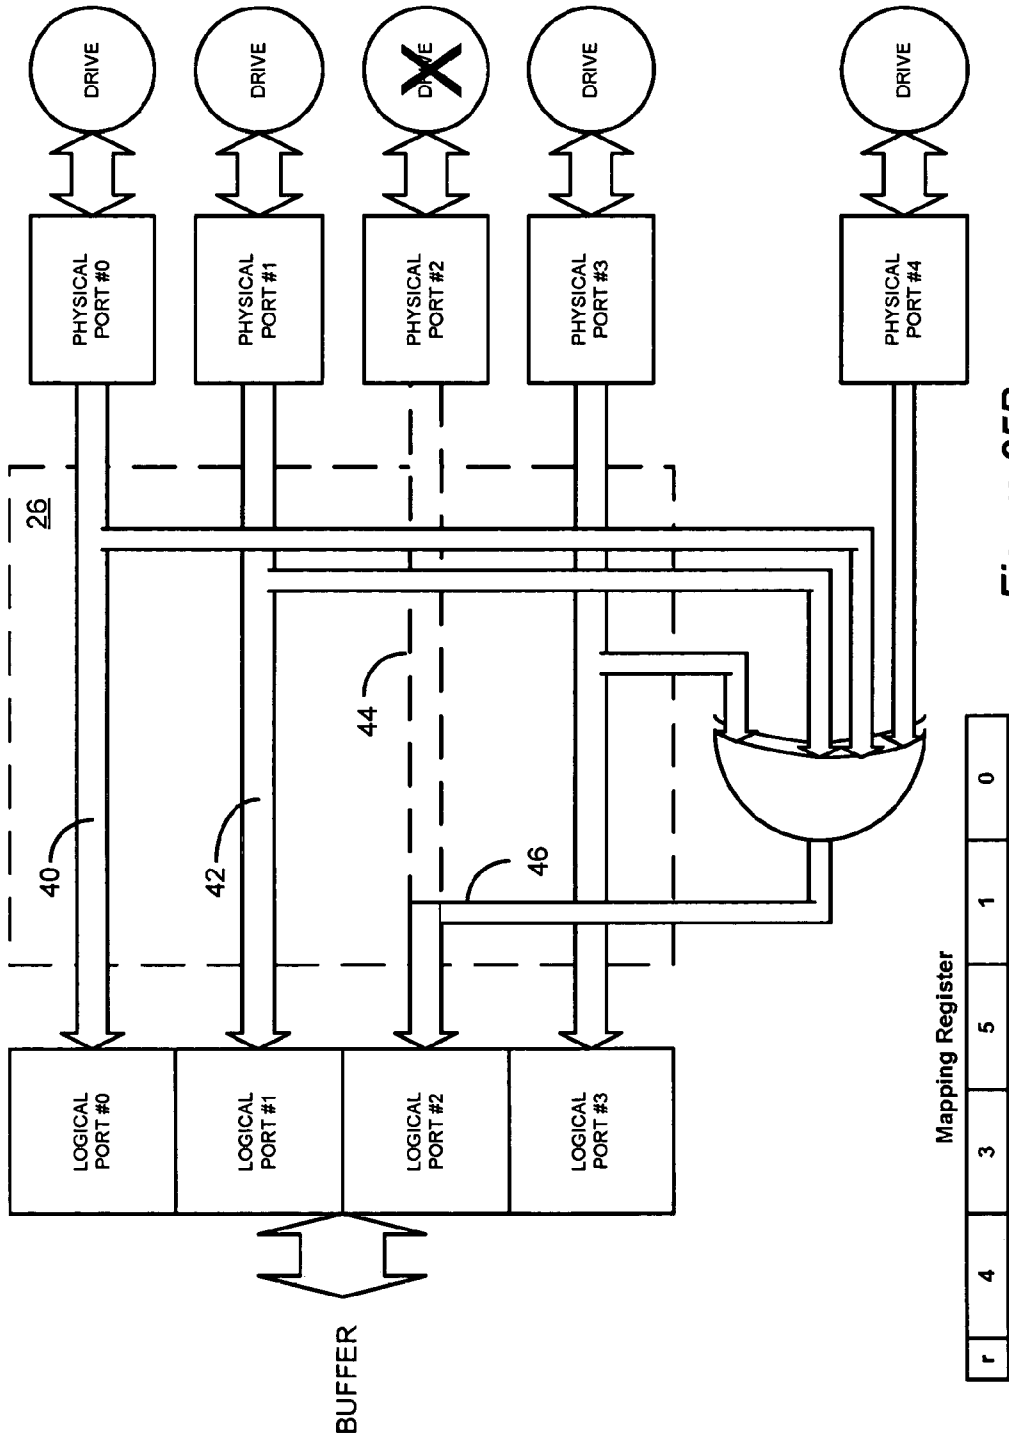 26
40
LOGICAL
PORT #0
PHYSICAL
PORT #0
DRIVE
42
LOGICAL
PORT #1
PHYSICAL
PORT #1
DRIVE
BUFFER
44
LOGICAL
PORT #2
PHYSICAL
PORT #2
DRIVE
46
LOGICAL
PORT #3
PHYSICAL
PORT #3
DRIVE
PHYSICAL
PORT #4
DRIVE
Mapping Register
r 4 3 5 1 0